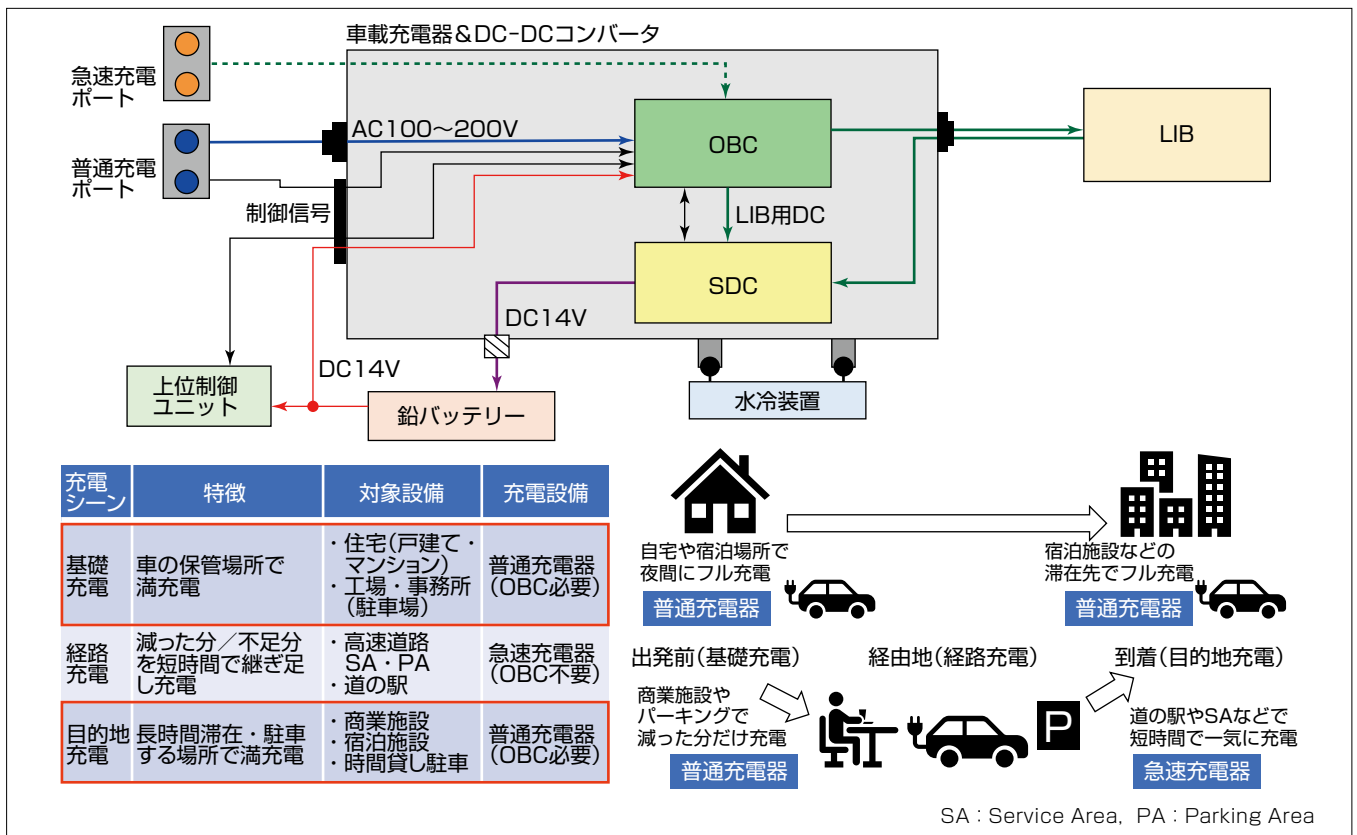 車載充電器&DC-DCコンバータ
急速充電
ポート
普通充電
ポート
AC100〜200V
制御信号
OBC
LIB
LIB用DC
SDC
DC14V
DC14V
上位制御
ユニット
鉛バッテリー
水冷装置
充電
シーン
特徴
対象設備
充電設備
基礎
充電
車の保管場所で
満充電
・住宅(戸建て・
マンション)
・工場・事務所
(駐車場)
普通充電器
(OBC必要)
経路
充電
減った分/不足分
を短時間で継ぎ足
し充電
・高速道路
SA・PA
・道の駅
急速充電器
(OBC不要)
目的地
充電
長時間滞在・駐車
する場所で満充電
・商業施設
・宿泊施設
・時間貸し駐車
普通充電器
(OBC必要)
自宅や宿泊場所で
夜間にフル充電
普通充電器
宿泊施設などの
滞在先でフル充電
普通充電器
出発前(基礎充電)
経由地(経路充電)
到着(目的地充電)
商業施設や
パーキングで
減った分だけ充電
普通充電器
P
道の駅やSAなどで
短時間で一気に充電
急速充電器
SA:Service Area, PA:Parking Area